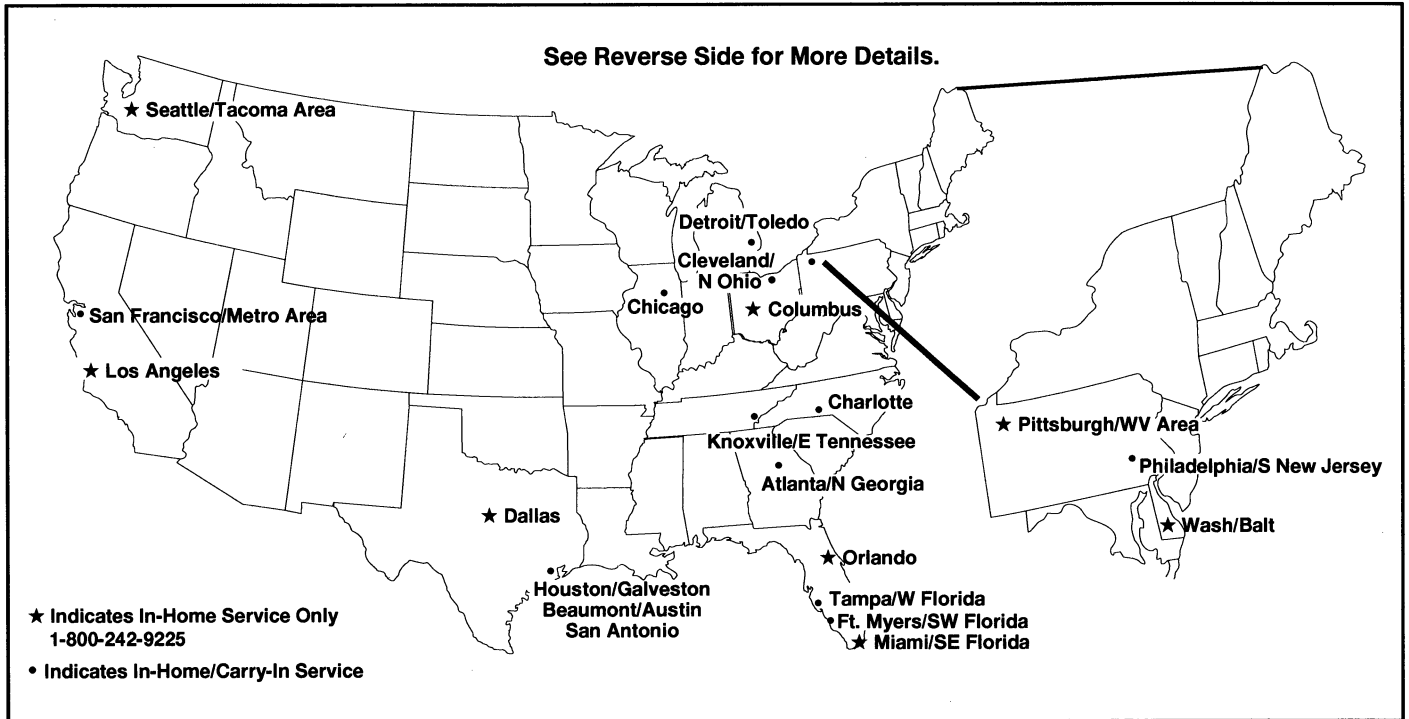 See Reverse Side for More Details.
Seattle/Tacoma Area
Detroit/Toledo
Cleveland/
N Ohio
Chicago
Columbus
San Francisco/Metro Area
Los Angeles
Charlotte
Knoxville/E Tennessee
Atlanta/N Georgia
Pittsburgh/WV Area
Philadelphia/S New Jersey
Wash/Balt
Dallas
Orlando
Houston/Galveston
Beaumont/Austin
San Antonio
Tampa/W Florida
Ft. Myers/SW Florida
Miami/SE Florida
★ Indicates In-Home Service Only
1-800-242-9225
• Indicates In-Home/Carry-In Service